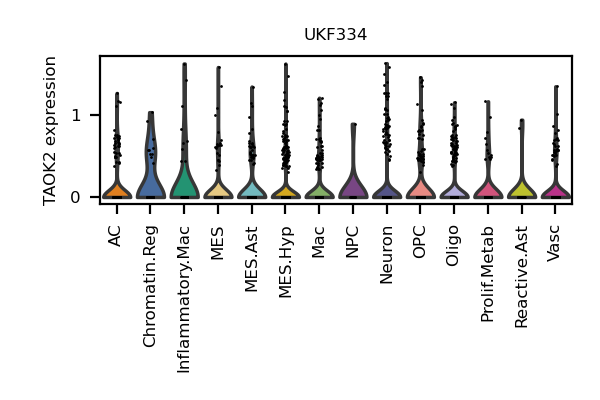 UKF334
TAOK2 expression
1
0
AC
Chromatin.Reg
Inflammatory.Mac
MES
MES.Ast
MES.Hyp
Mac
NPC
Neuron
OPC
Oligo
Prolif.Metab
Reactive.Ast
Vasc